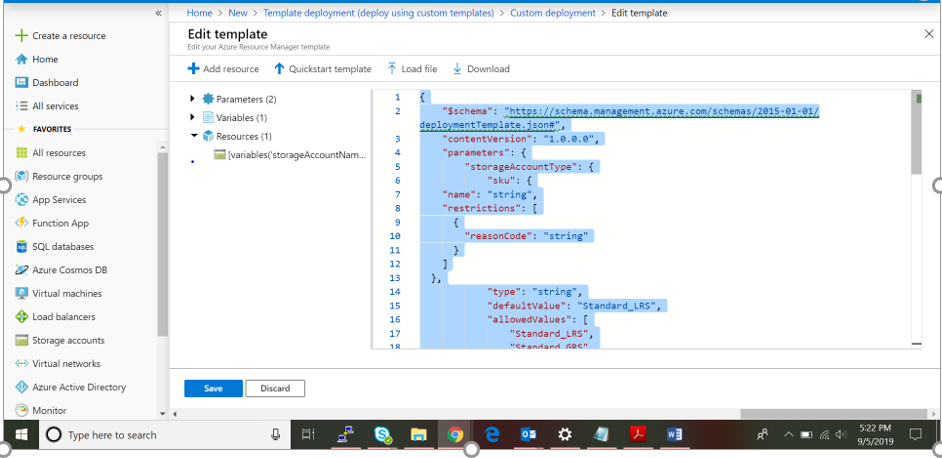 Home > New > Template deployment (deploy using custom templates) > Custom deployment > Edit template
Edit template
Edit your Azure Resource Manager template
Add resource
Quickstart template
Load file
Download
Create a resource
Home
Dashboard
All services
FAVORITES
All resources
Resource groups
App Services
Function App
SQL databases
Azure Cosmos DB
Virtual machines
Load balancers
Storage accounts
Virtual networks
Azure Active Directory
Monitor
Parameters (2)
Variables (1)
Resources (1)
[variables('storageAccountNam...
1 {
2 "$schema": "https://schema.management.azure.com/schemas/2015-01-01/
deploymentTemplate.json#",
3 "contentVersion": "1.0.0.0",
4 "parameters": {
5 "storageAccountType": {
6 "sku": {
7 "name": "string",
8 "restrictions": [
9 {
10 "reasonCode": "string"
11 }
12 ]
13 },
14 "type": "string",
15 "defaultValue": "Standard_LRS",
16 "allowedValues": [
17 "Standard_LRS",
18 "Standard_GRS"
Save
Discard
Type here to search
5:22 PM
9/5/2019